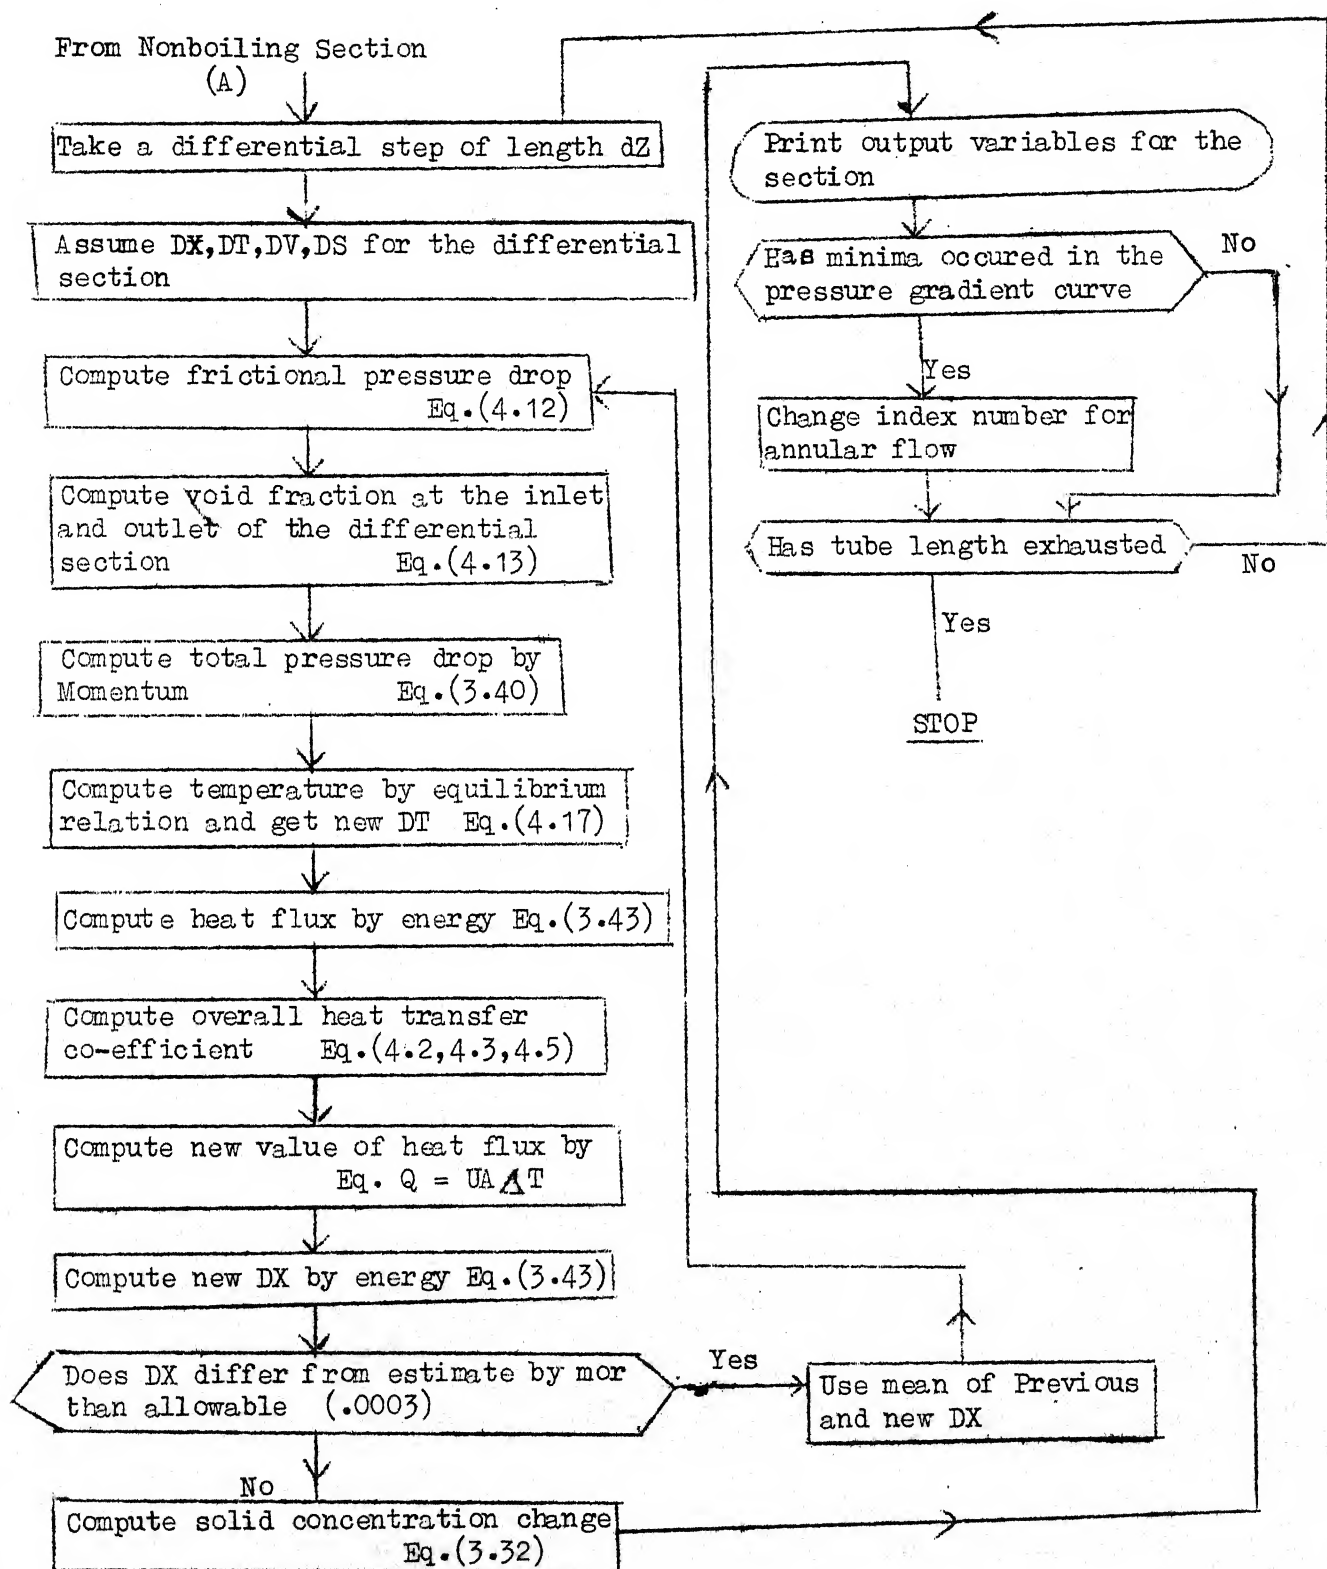 From Nonboiling Section
(A)
Take a differential step of length dZ
Assume DX,DT,DV,DS for the differential
section
Compute frictional pressure drop
Eq.(4.12)
Compute void fraction at the inlet
and outlet of the differential
section Eq.(4.13)
Compute total pressure drop by
Momentum Eq.(3.40)
Compute temperature by equilibrium
relation and get new DT Eq.(4.17)
Compute heat flux by energy Eq.(3.43)
Compute overall heat transfer
co-efficient Eq.(4.2,4.3,4.5)
Compute new value of heat flux by
Eq. Q = UAΔT
Compute new DX by energy Eq.(3.43)
Does DX differ from estimate by mor
than allowable (.0003)
Yes
Use mean of Previous
and new DX
No
Compute solid concentration change
Eq.(3.32)
Print output variables for the
section
Has minima occured in the
pressure gradient curve
No
Yes
Change index number for
annular flow
Has tube length exhausted
No
Yes
STOP